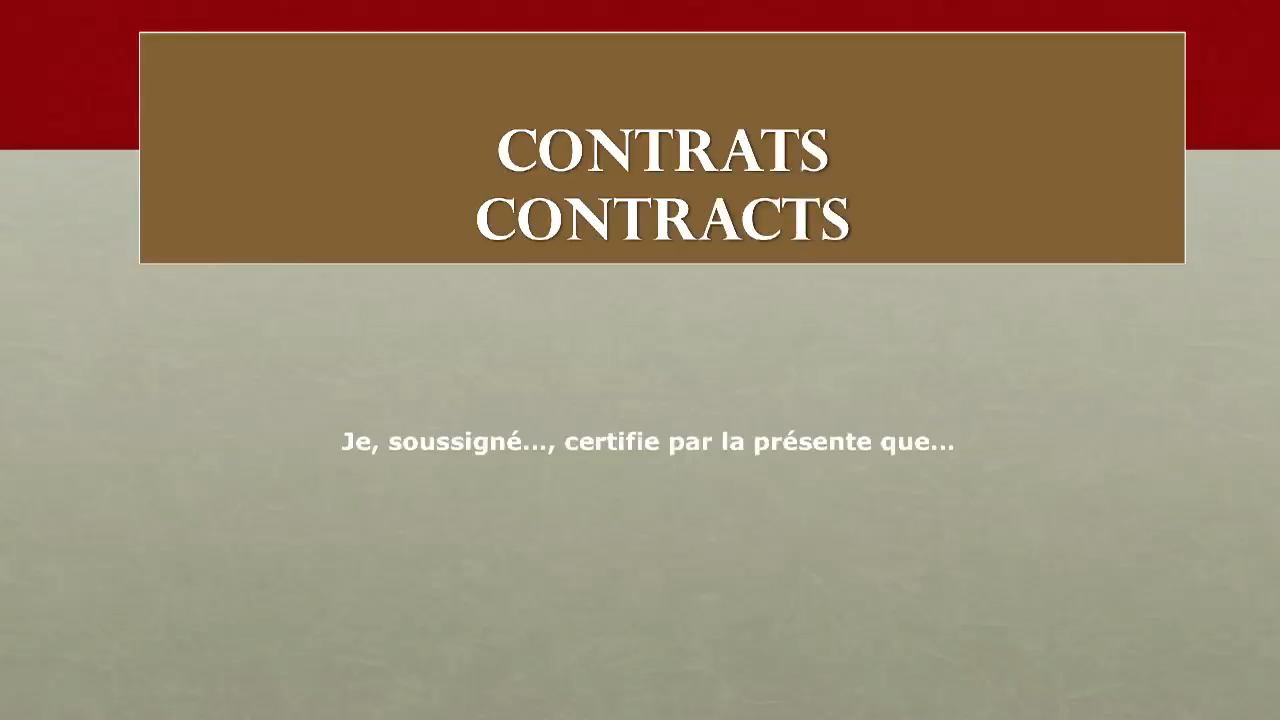 CONTRATS
CONTRACTS
Je, soussigné..., certifie par la présente que...